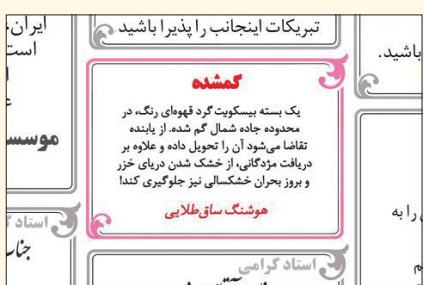 تبریکات اینجانب را پذیرا باشید
ایران.
است
موسسـ
باشید.
گمشده
یک بسته بیسکویت گرد قهوه‌ای رنگ، در
محدوده جاده شمال گم شده. از یابنده
تقاضا می‌شود آن را تحویل داده و علاوه بر
دریافت مژدگانی، از خشک شدن دریای خزر
و بروز بحران خشکسالی نیز جلوگیری کند!
هوشنگ ساق‌طلایی
را به
استاد گرامی
استاد گ
جناب